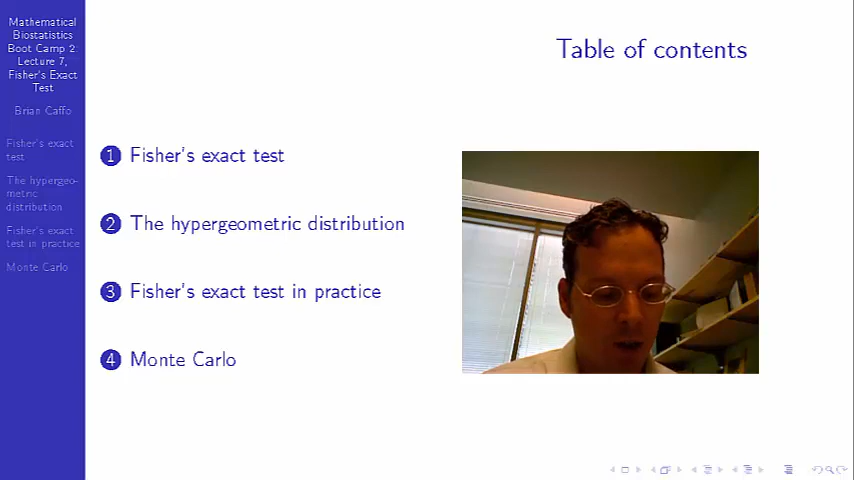 Mathematical
Biostatistics
Boot Camp 2:
Lecture 7,
Fisher's Exact
Test
Brian Caffo
Fisher's exact
test
The hypergeo-
metric
distribution
Fisher's exact
test in practice
Monte Carlo
Table of contents
1 Fisher's exact test
2 The hypergeometric distribution
3 Fisher's exact test in practice
4 Monte Carlo